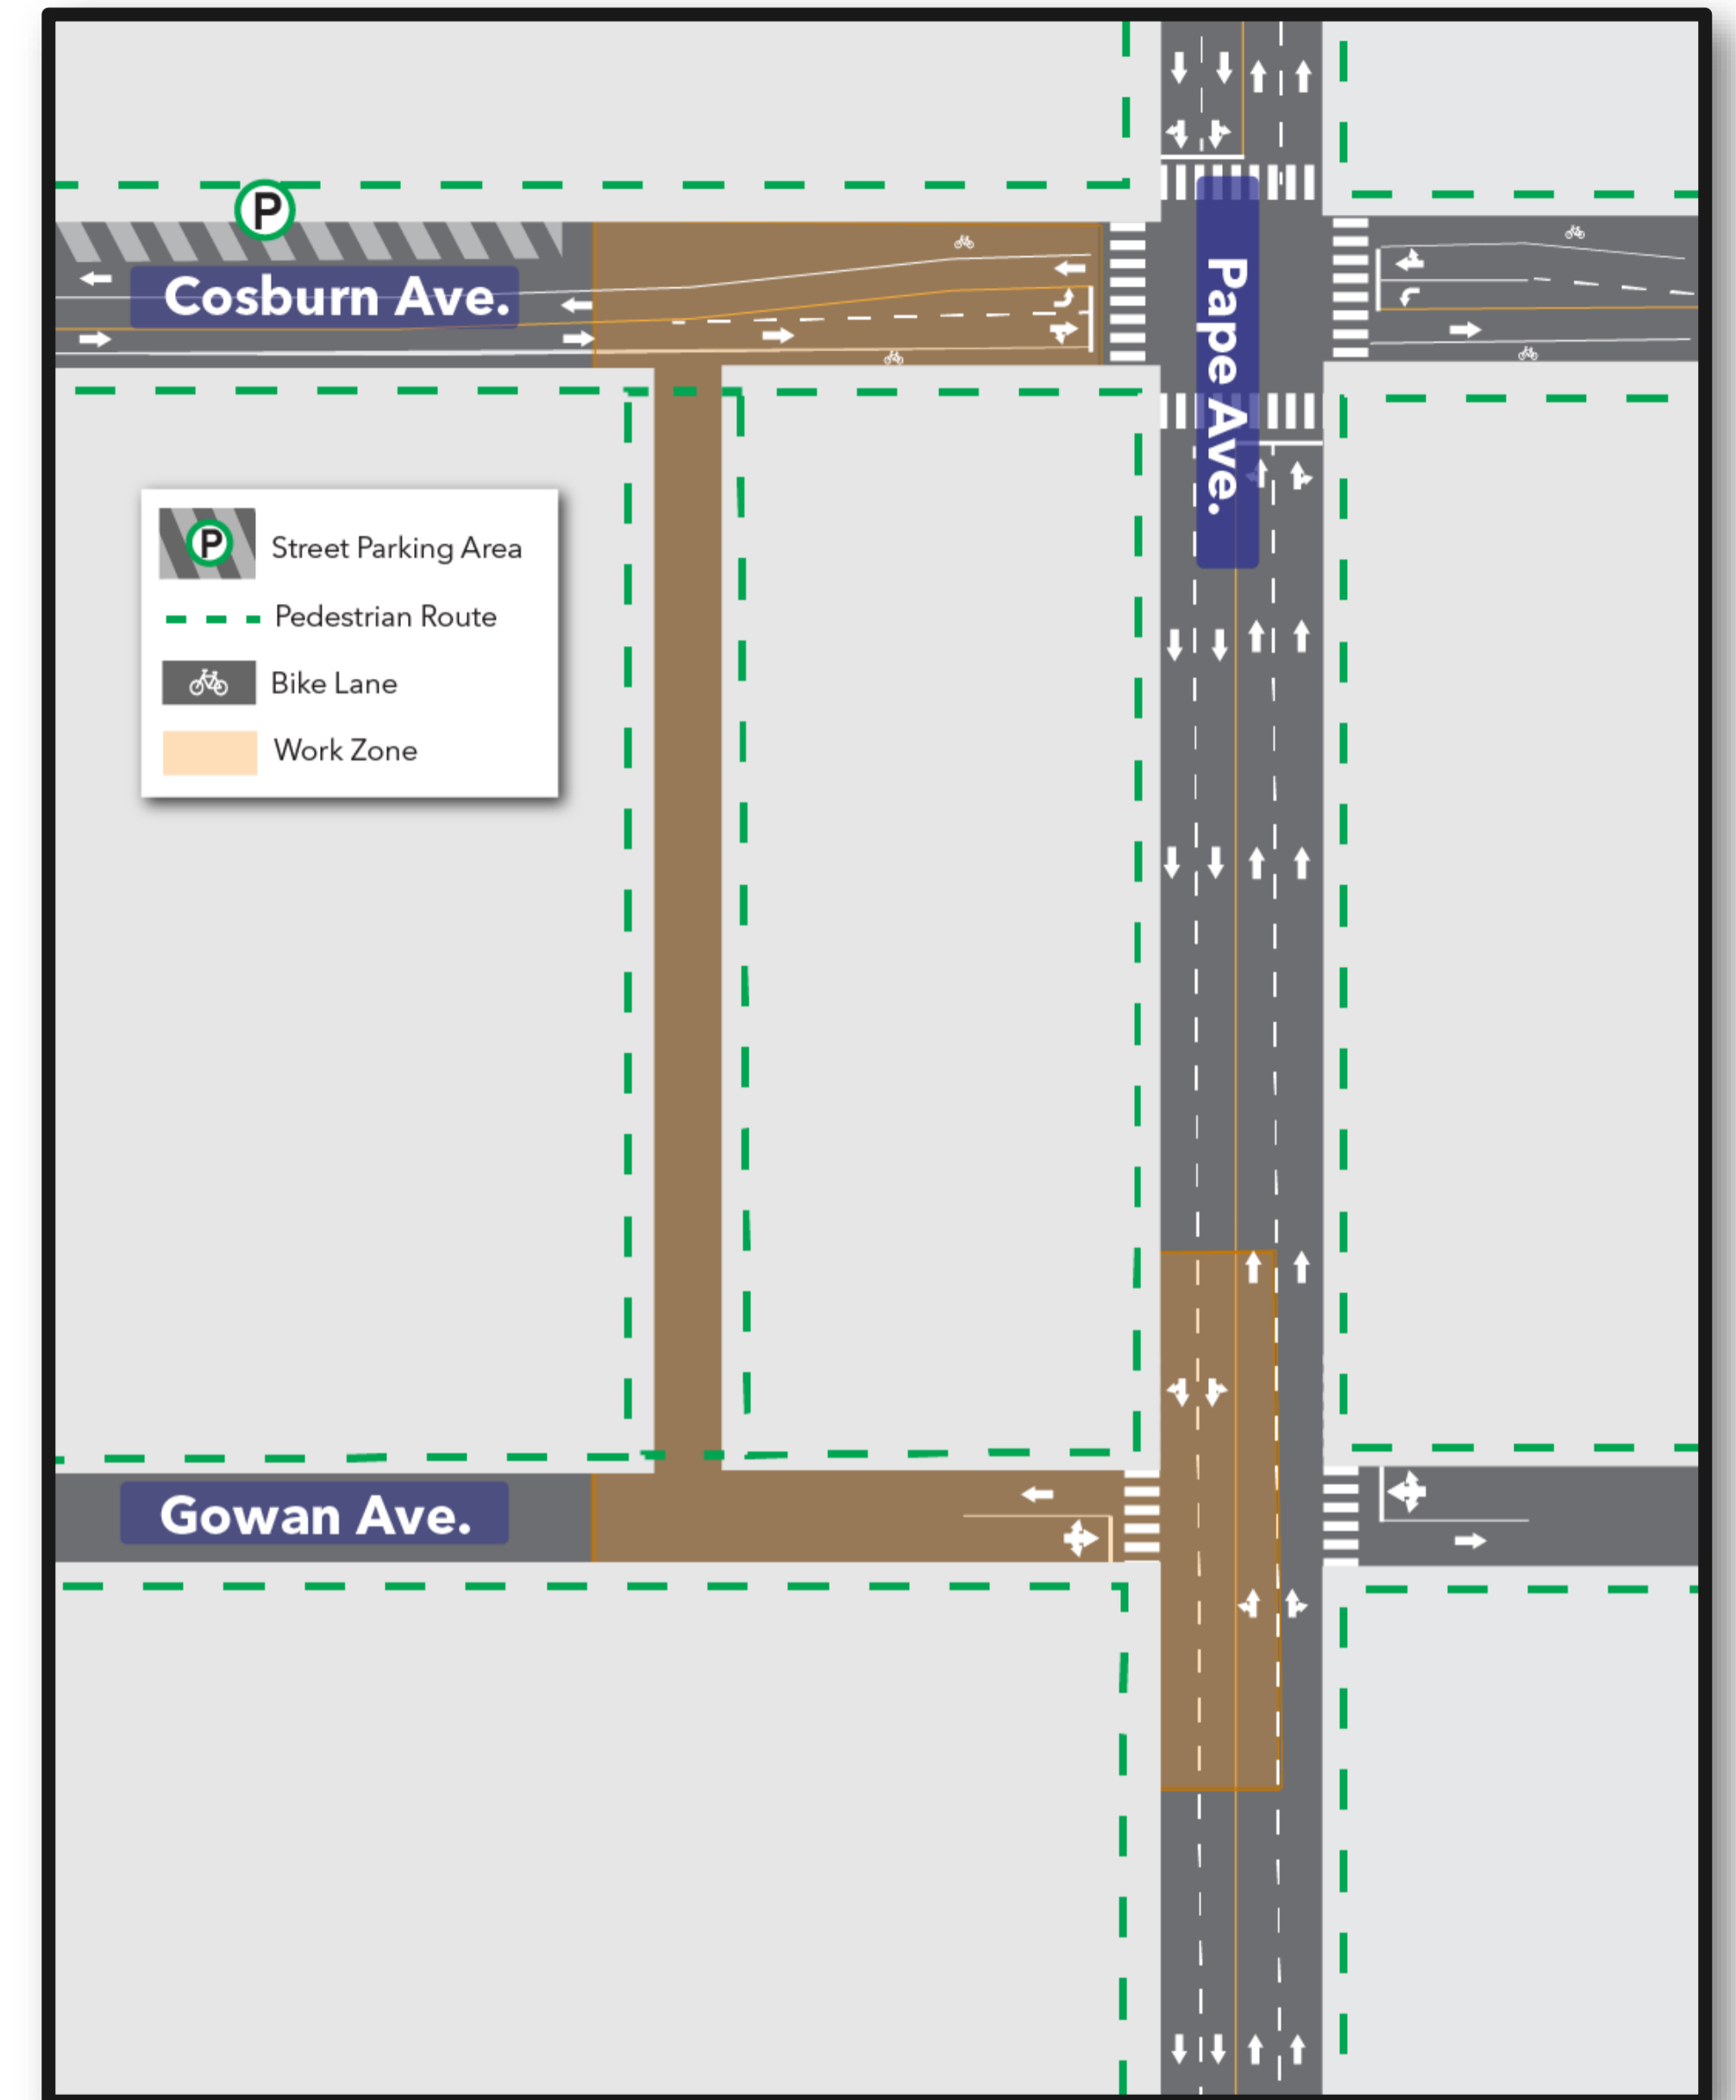 P
Cosburn Ave.
Pape Ave.
P
Street Parking Area
Pedestrian Route
Bike Lane
Work Zone
Gowan Ave.